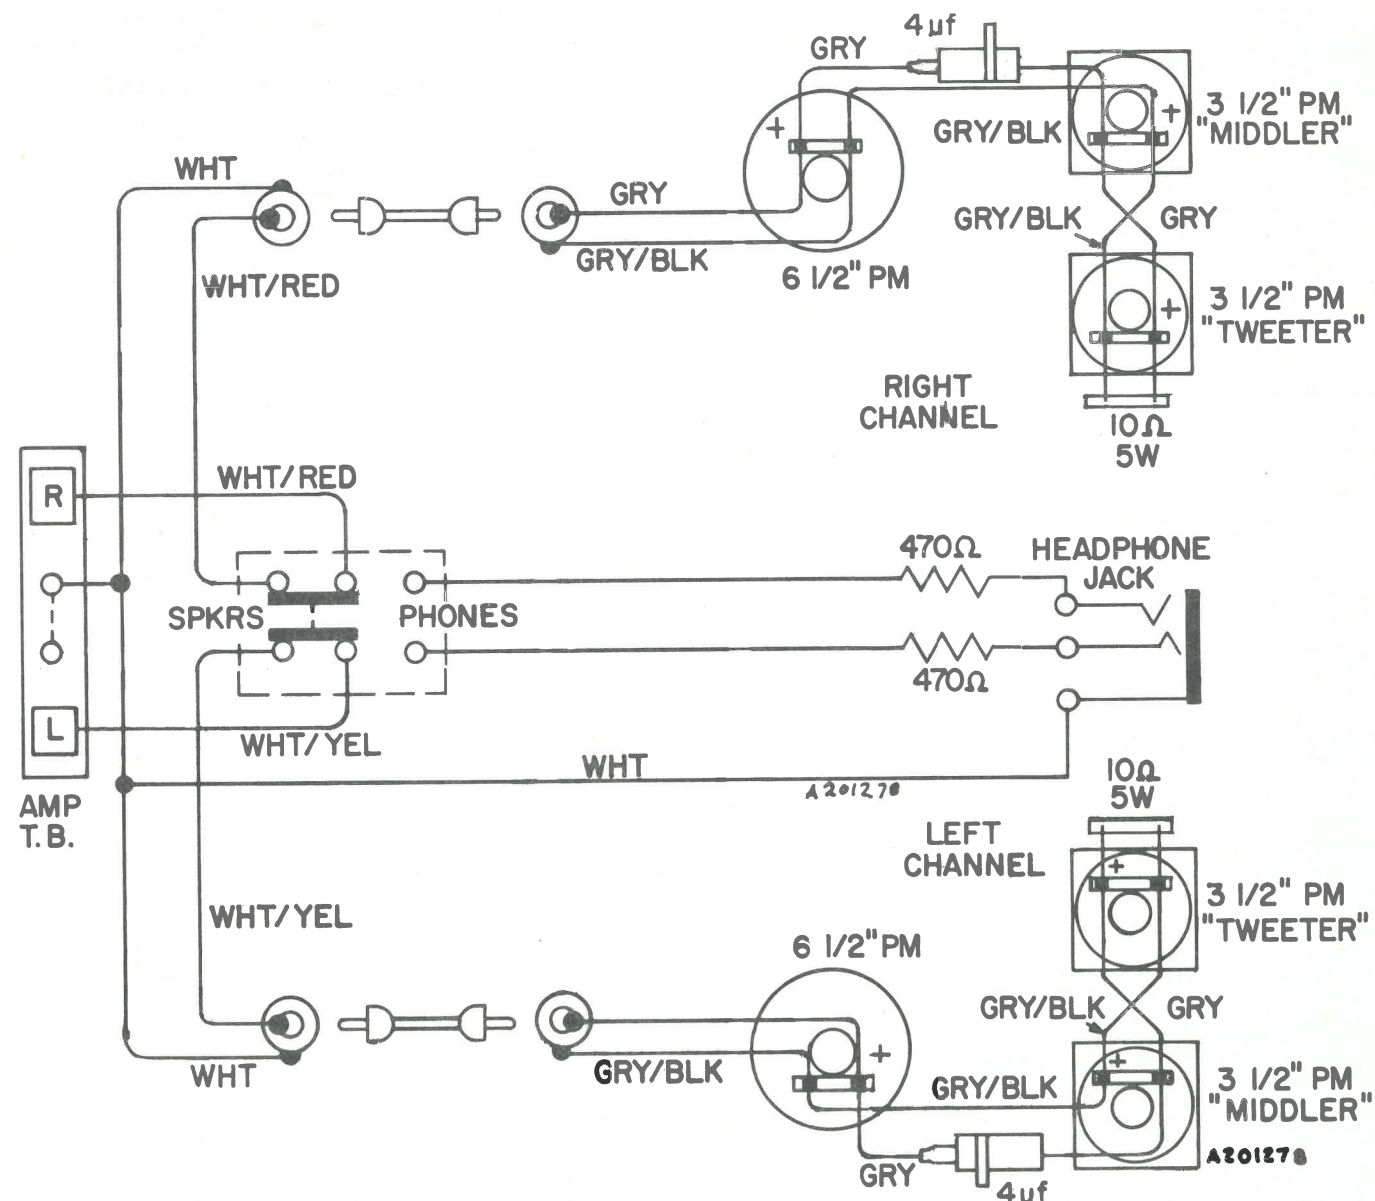 4µf
GRY
3 1/2" PM
"MIDDLER"
+
+
GRY/BLK
WHT
GRY
GRY/BLK
GRY
GRY/BLK
6 1/2" PM
WHT/RED
3 1/2" PM
"TWEETER"
+
RIGHT
CHANNEL
10Ω
5W
WHT/RED
R
470Ω
HEADPHONE
JACK
SPKRS
PHONES
470Ω
L
WHT/YEL
WHT
A201278
10Ω
5W
AMP
T.B.
LEFT
CHANNEL
+
3 1/2" PM
"TWEETER"
WHT/YEL
6 1/2" PM
GRY/BLK
GRY
+
+
WHT
GRY/BLK
GRY/BLK
3 1/2" PM
"MIDDLER"
A201278
GRY
4µf